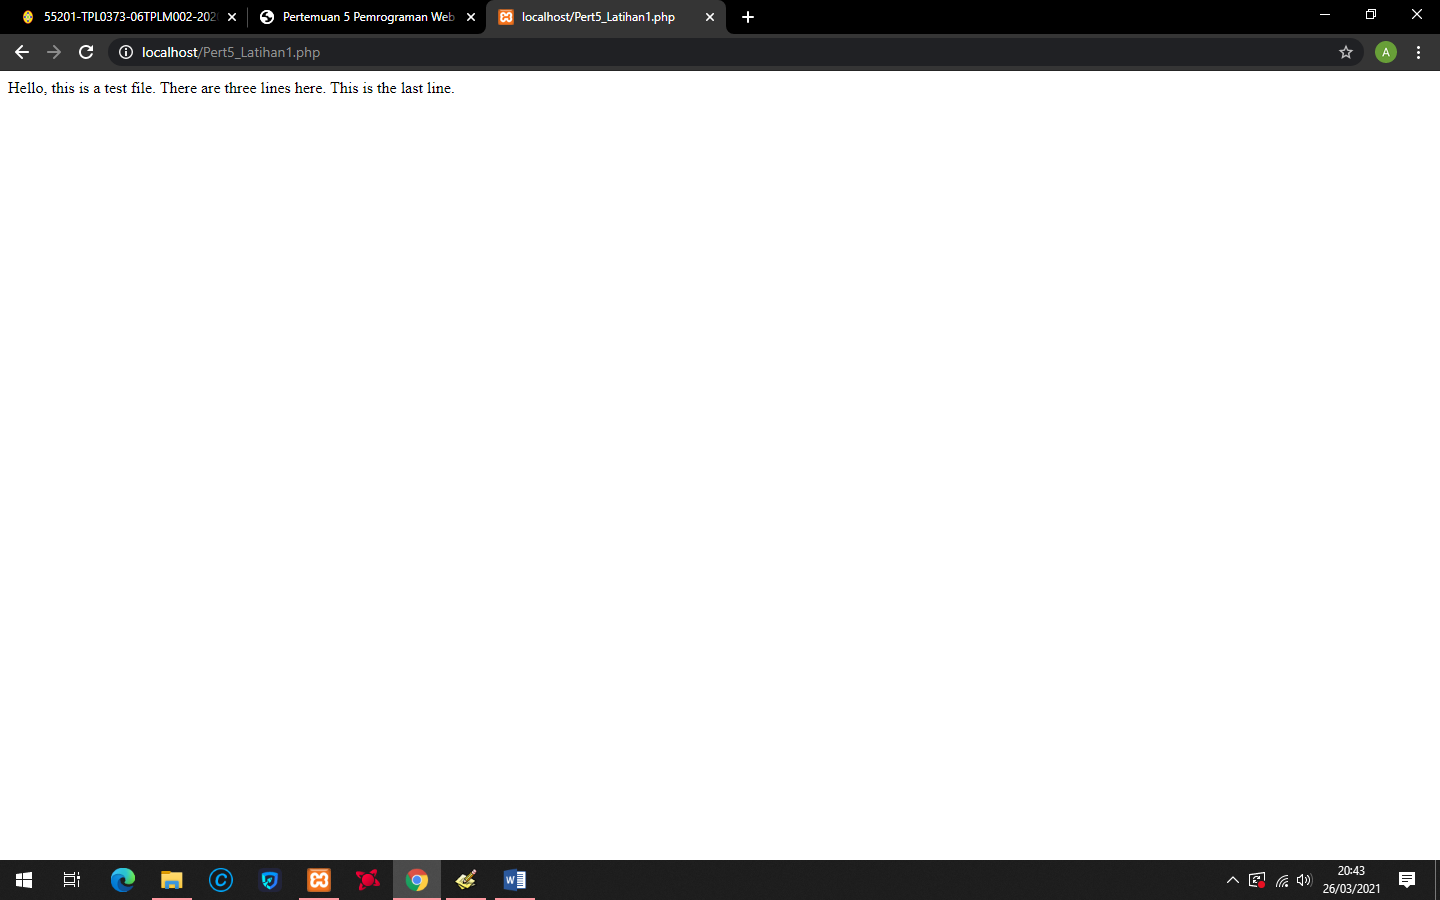 55201-TPL0373-06TPLM002-202
Pertemuan 5 Pemrograman Web
localhost/Pert5_Latihan1.php
localhost/Pert5_Latihan1.php
A
Hello, this is a test file. There are three lines here. This is the last line.
20:43
26/03/2021